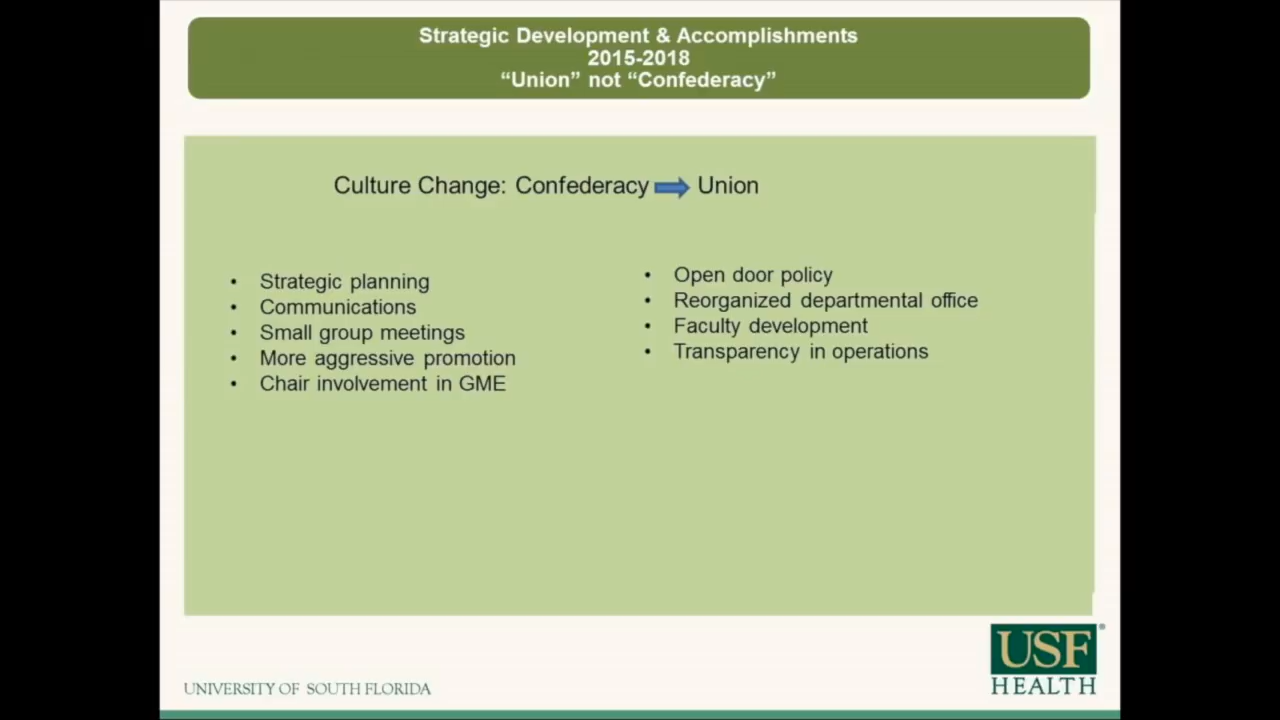 Strategic Development & Accomplishments
2015-2018
“Union” not “Confederacy”
Culture Change: Confederacy Union
• Strategic planning
• Communications
• Small group meetings
• More aggressive promotion
• Chair involvement in GME
• Open door policy
• Reorganized departmental office
• Faculty development
• Transparency in operations
USF
HEALTH
UNIVERSITY OF SOUTH FLORIDA